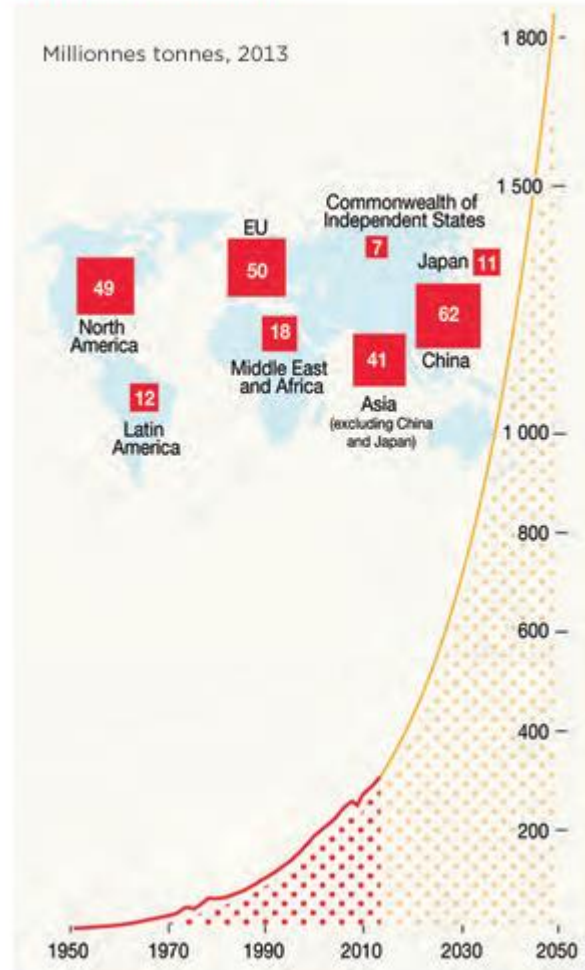 Millionnes tonnes, 2013
1 800
1 500
Commonwealth of
Independent States
EU
7
Japan
11
50
49
62
North
America
18
Middle East
and Africa
41
China
12
Latin
America
Asia
(excluding China
and Japan)
1 000
800
600
400
200
1950
1970
1990
2010
2030
2050